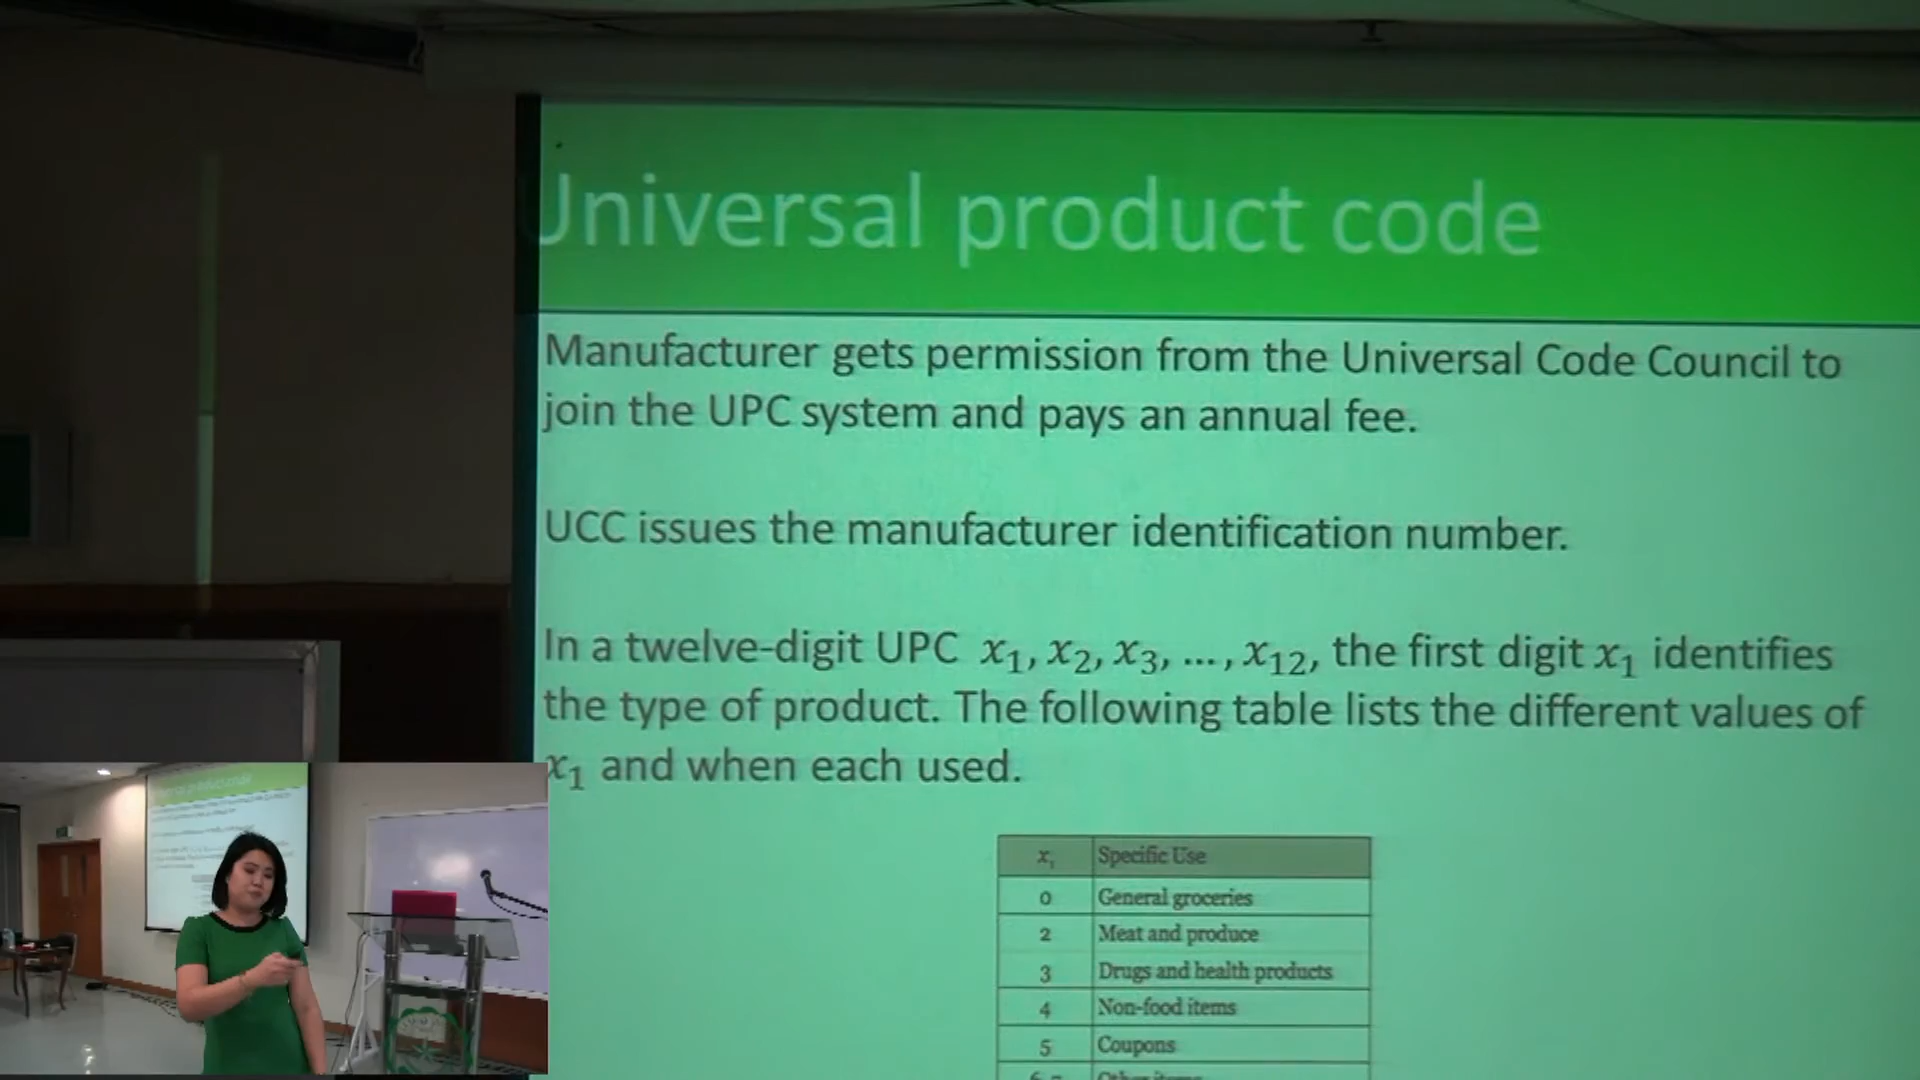 Universal product code
Manufacturer gets permission from the Universal Code Council to
join the UPC system and pays an annual fee.
UCC issues the manufacturer identification number.
In a twelve-digit UPC x₁, x₂, x₃, ..., x₁₂, the first digit x₁ identifies
the type of product. The following table lists the different values of
x₁ and when each used.
x₁ Specific Use
0 General groceries
2 Meat and produce
3 Drugs and health products
4 Non-food items
5 Coupons
Other items